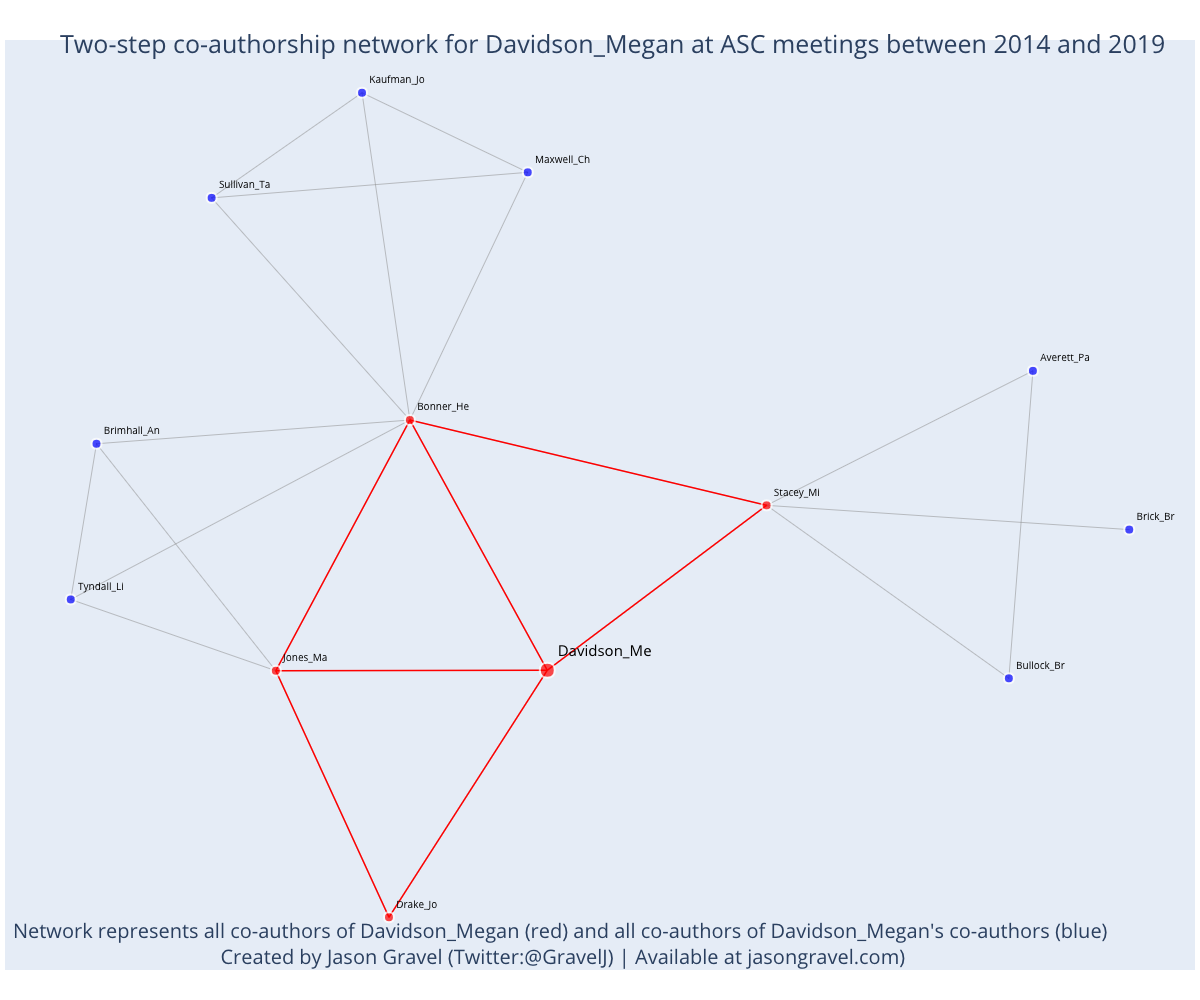 Two-step co-authorship network for Davidson_Megan at ASC meetings between 2014 and 2019
Kaufman_Jo
Maxwell_Ch
Sullivan_Ta
Averett_Pa
Bonner_He
Brimhall_An
Stacey_Mi
Brick_Br
Tyndall_Li
Davidson_Me
Jones_Ma
Bullock_Br
Drake_Jo
Network represents all co-authors of Davidson_Megan (red) and all co-authors of Davidson_Megan's co-authors (blue)
Created by Jason Gravel (Twitter:@GravelJ) | Available at jasongravel.com)